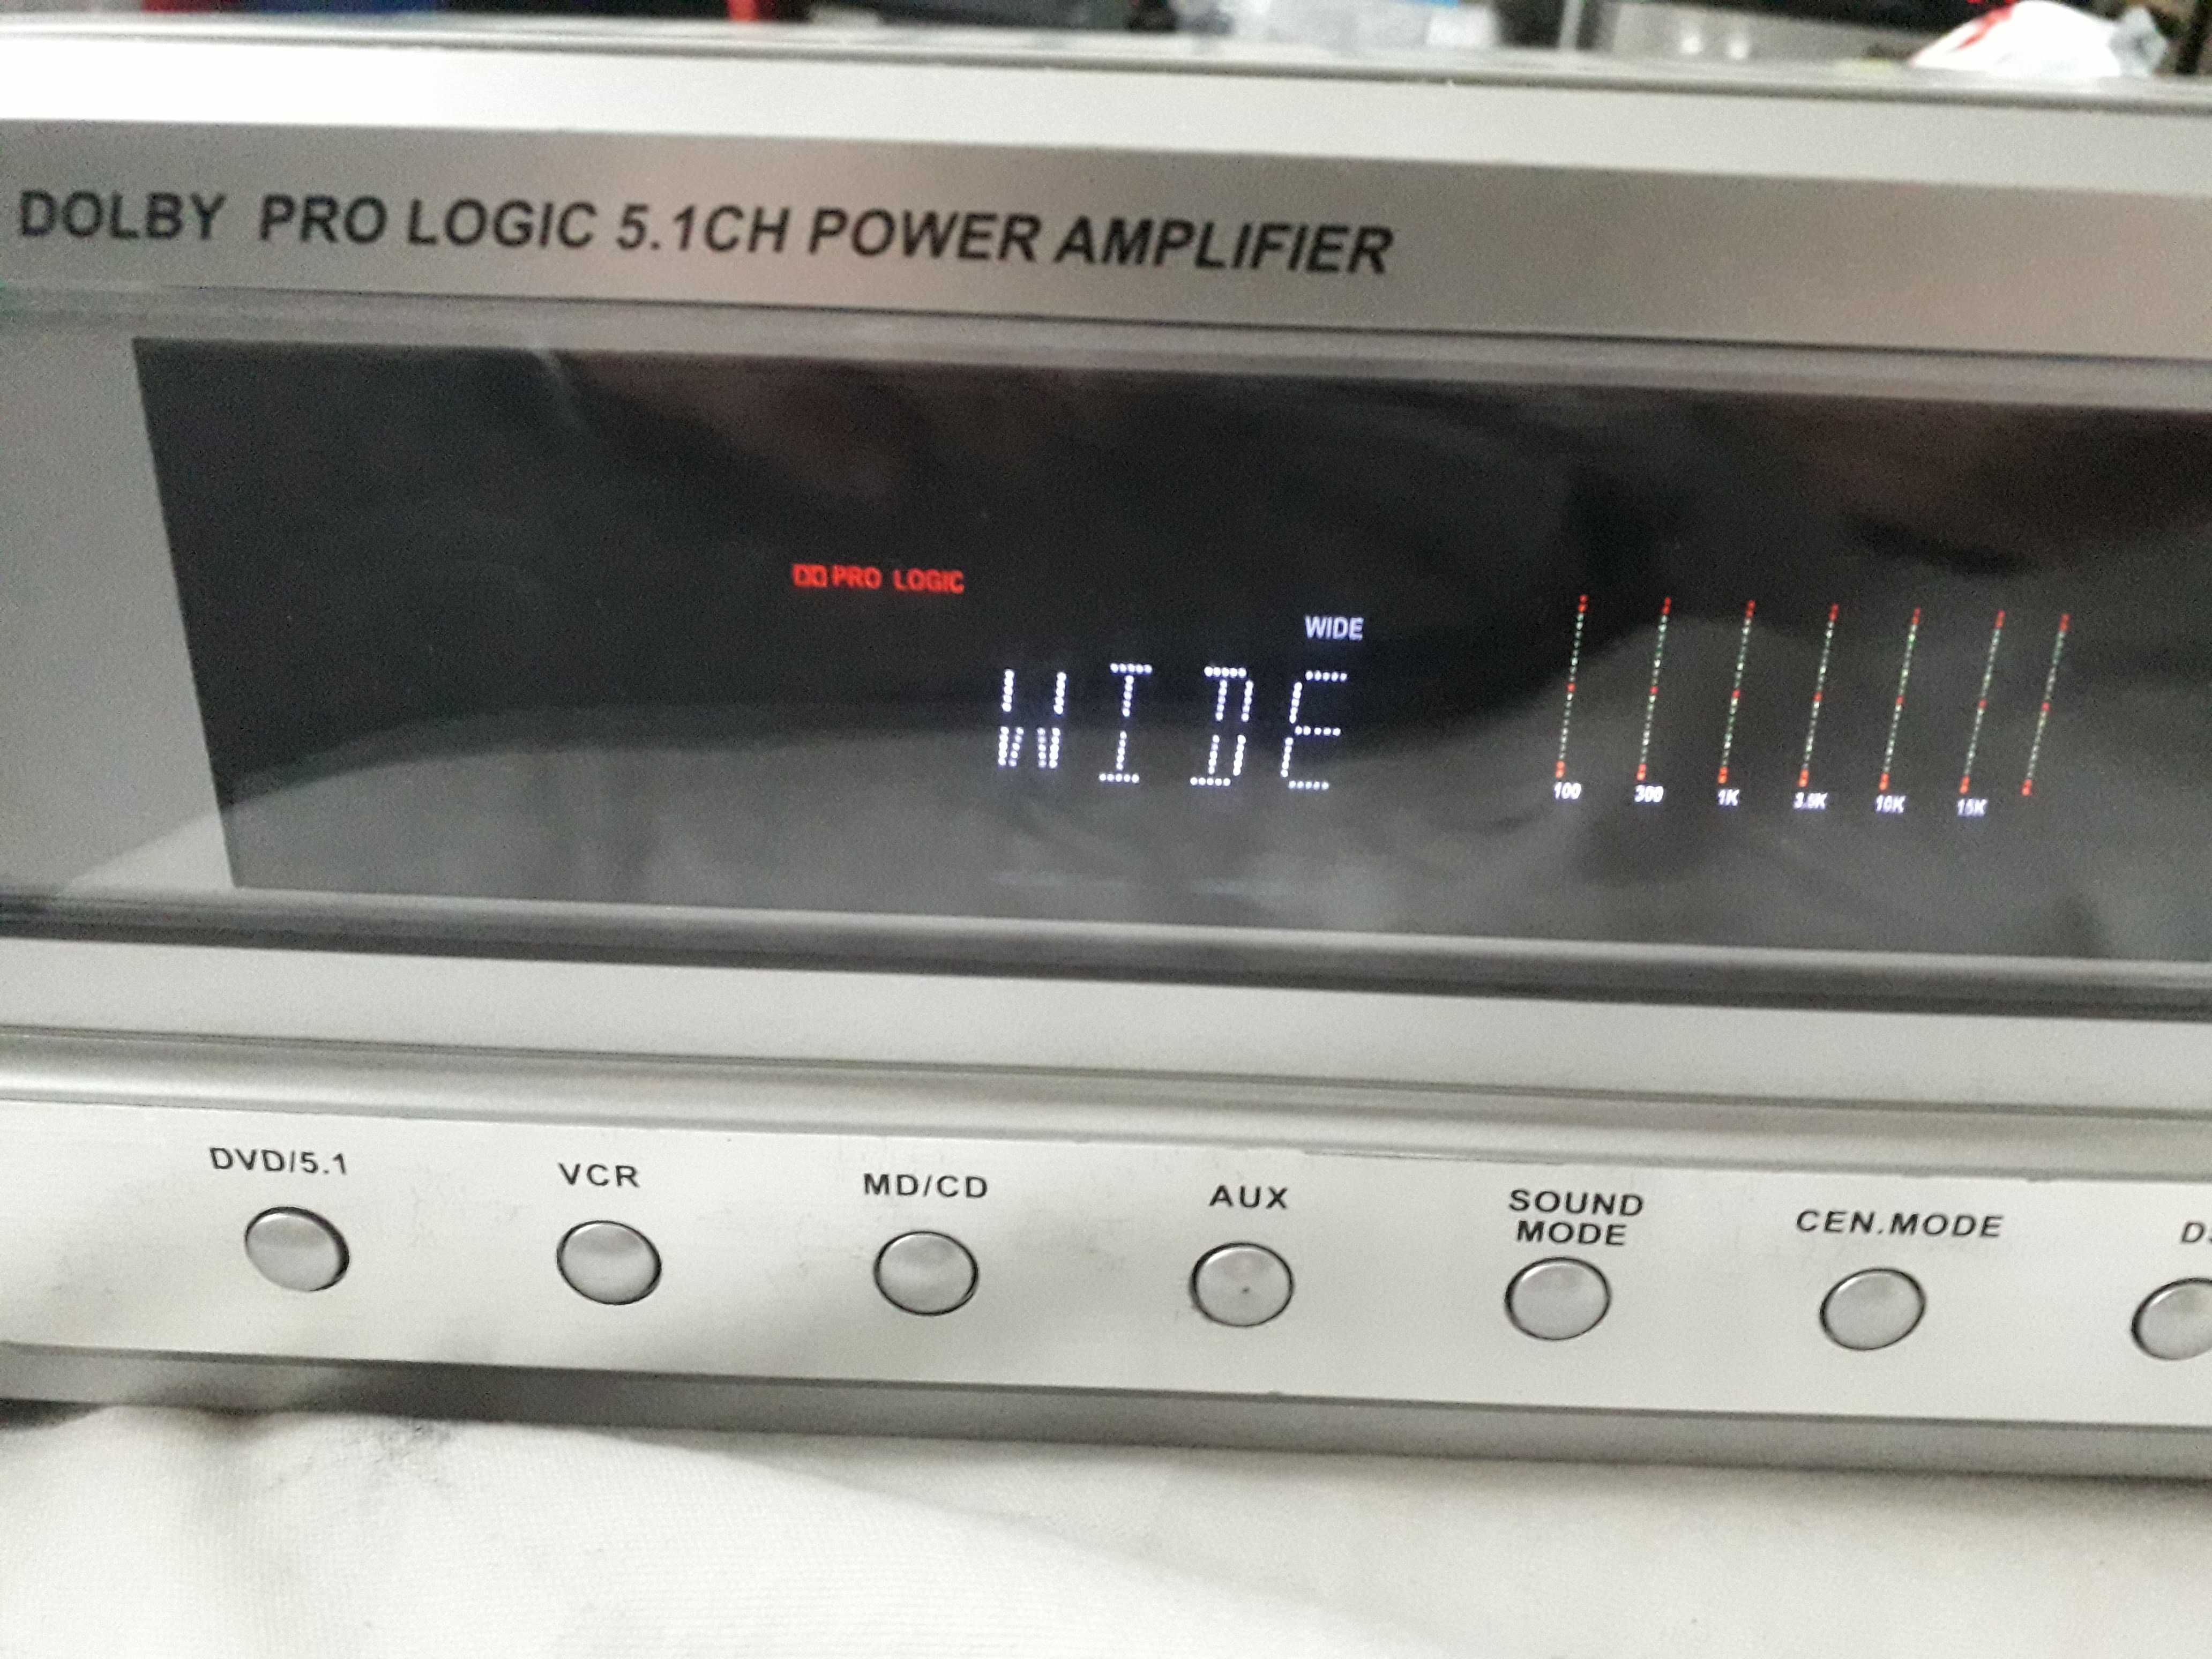 DOLBY PRO LOGIC 5.1CH POWER AMPLIFIER
PRO LOGIC
WIDE
WIDE
100 300 1K 3.5K 10K 15K
DVD/5.1 VCR MD/CD AUX SOUND MODE CEN.MODE